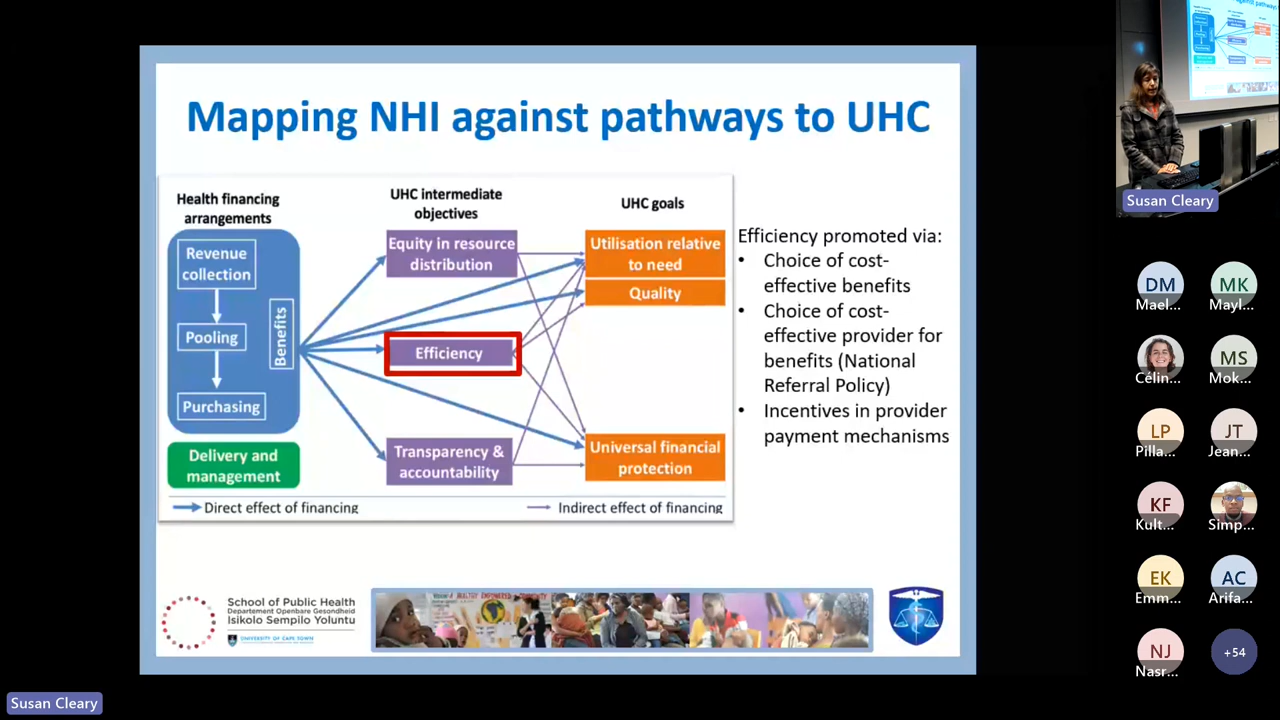 Mapping NHI against pathways to UHC
Health financing
arrangements
UHC intermediate
objectives
UHC goals
Revenue
collection
Pooling
Purchasing
Benefits
Delivery and
management
Equity in resource
distribution
Efficiency
Transparency &
accountability
Utilisation relative
to need
Quality
Universal financial
protection
Direct effect of financing
Indirect effect of financing
Efficiency promoted via:
• Choice of cost-
effective benefits
• Choice of cost-
effective provider for
benefits (National
Referral Policy)
• Incentives in provider
payment mechanisms
School of Public Health
Departement Openbare Gesondheid
Isikolo Sempilo Yoluntu
UNIVERSITY OF CAPE TOWN
Susan Cleary
DM
Mael...
MK
Mayl...
Célin...
MS
Mok...
LP
Pilla...
JT
Jean...
KF
Kult...
Simp...
EK
Emm...
AC
Arifa...
NJ
Nasr...
+54
Susan Cleary